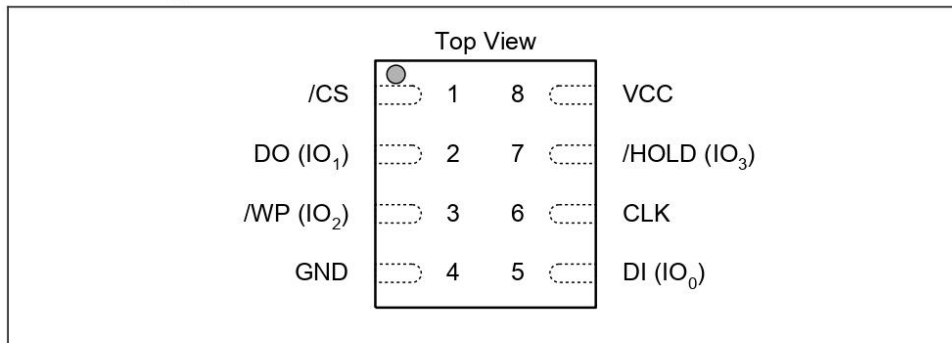 Top View
/CS 1 8 VCC
DO (IO₁) 2 7 /HOLD (IO₃)
/WP (IO₂) 3 6 CLK
GND 4 5 DI (IO₀)